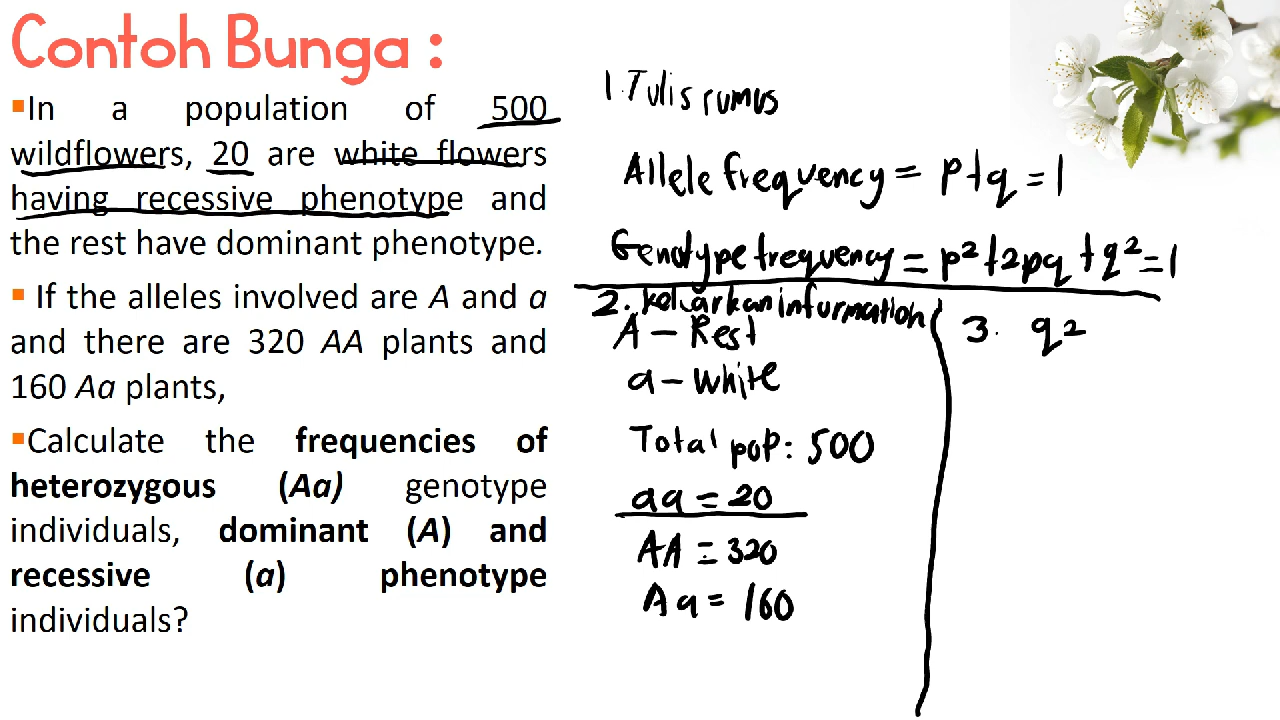 Contoh Bunga :
▪In a population of 500
wildflowers, 20 are white flowers
having recessive phenotype and
the rest have dominant phenotype.
▪ If the alleles involved are A and a
and there are 320 AA plants and
160 Aa plants,
▪Calculate the frequencies of
heterozygous (Aa) genotype
individuals, dominant (A) and
recessive (a) phenotype
individuals?
1. Tulis rumus
Allele frequency = p+q=1
Genotype frequency = p²+2pq+q²=1
2. keluarkan information
A – Rest
a – white
Total pop: 500
aa = 20
AA = 320
Aa = 160
3. q²